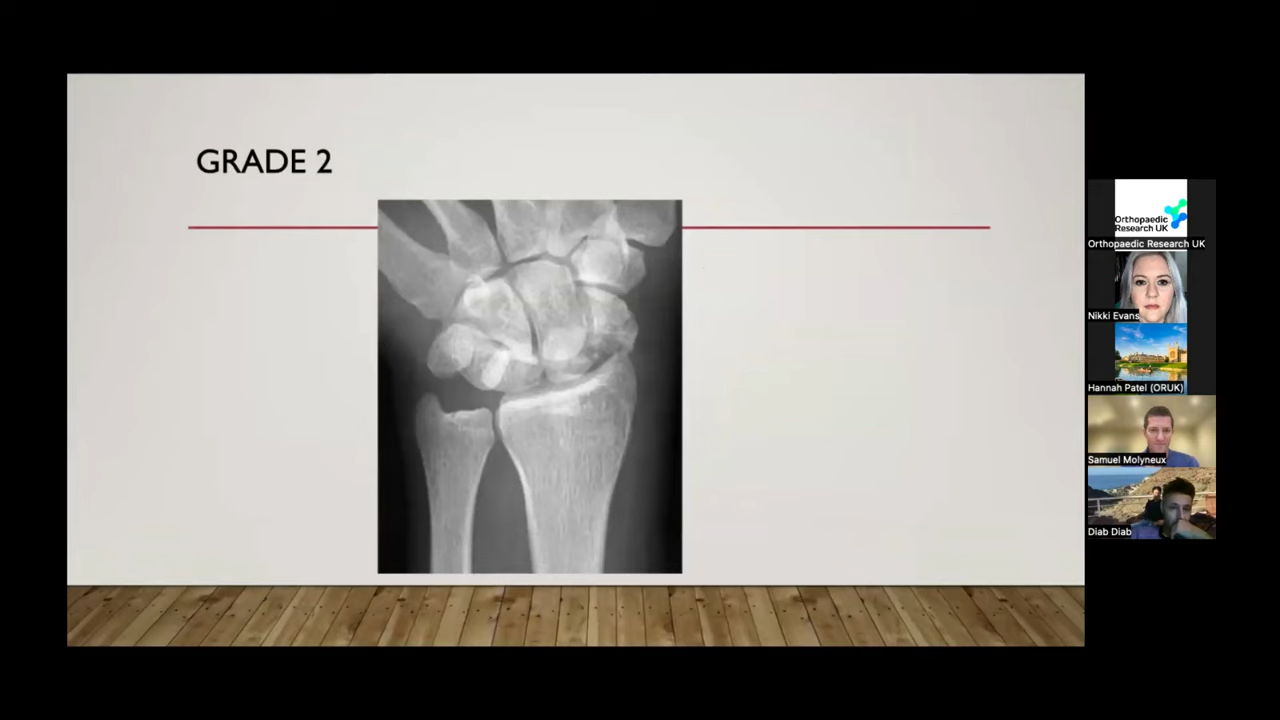 GRADE 2
Orthopaedic
Research UK
Orthopaedic Research UK
Nikki Evans
Hannah Patel (ORUK)
Samuel Molyneux
Diab Diab